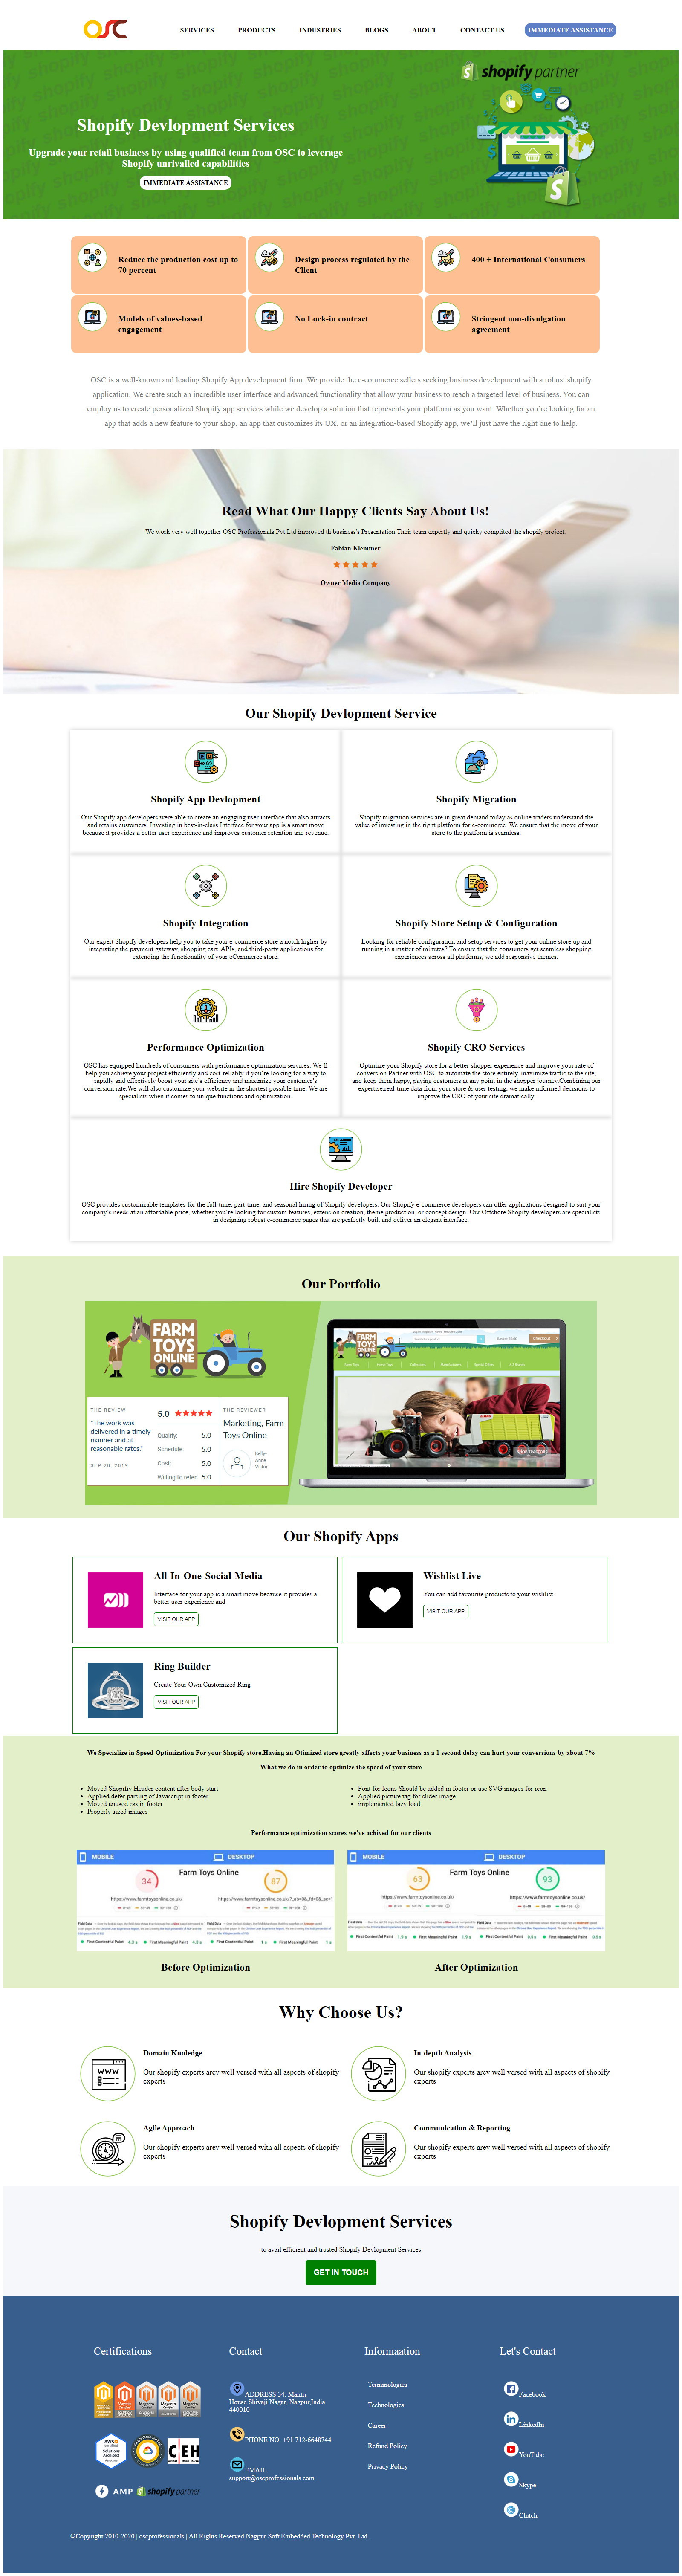 OSC
SERVICES PRODUCTS INDUSTRIES BLOGS ABOUT CONTACT US IMMEDIATE ASSISTANCE
shopify partner
Shopify Devlopment Services
Upgrade your retail business by using qualified team from OSC to leverage
Shopify unrivalled capabilities
IMMEDIATE ASSISTANCE
Reduce the production cost up to
70 percent
Design process regulated by the
Client
400 + International Consumers
Models of values-based
engagement
No Lock-in contract
Stringent non-divulgation
agreement
OSC is a well-known and leading Shopify App development firm. We provide the e-commerce sellers seeking business development with a robust shopify
application. We create such an incredible user interface and advanced functionality that allow your business to reach a targeted level of business. You can
employ us to create personalized Shopify app services while we develop a solution that represents your platform as you want. Whether you're looking for an
app that adds a new feature to your shop, an app that customizes its UX, or an integration-based Shopify app, we'll just have the right one to help.
Read What Our Happy Clients Say About Us!
We work very well together OSC Professionals Pvt.Ltd improved th business's Presentation Their team expertly and quicky complited the shopify project.
Fabian Klemmer
Owner Media Company
Our Shopify Devlopment Service
Shopify App Devlopment
Our Shopify app developers were able to create an engaging user interface that also attracts
and retains customers. Investing in best-in-class Interface for your app is a smart move
because it provides a better user experience and improves customer retention and revenue.
Shopify Migration
Shopify migration services are in great demand today as online traders understand the
value of investing in the right platform for e-commerce. We ensure that the move of your
store to the platform is seamless.
Shopify Integration
Our expert Shopify developers help you to take your e-commerce store a notch higher by
integrating the payment gateway, shopping cart, APIs, and third-party applications for
extending the functionality of your eCommerce store.
Shopify Store Setup & Configuration
Looking for reliable configuration and setup services to get your online store up and
running in a matter of minutes? To ensure that the consumers get seamless shopping
experiences across all platforms, we add responsive themes.
Performance Optimization
OSC has equipped hundreds of consumers with performance optimization services. We'll
help you achieve your project efficiently and cost-reliably if you're looking for a way to
rapidly and effectively boost your site's efficiency and maximize your customer's
conversion rate.We will also customize your website in the shortest possible time. We are
specialists when it comes to unique functions and optimization.
Shopify CRO Services
Optimize your Shopify store for a better shopper experience and improve your rate of
conversion.Partner with OSC to automate the store entirely, maximize traffic to the site,
and keep them happy, paying customers at any point in the shopper journey.Combining our
expertise,real-time data from your store & user testing, we make informed decisions to
improve the CRO of your site dramatically.
Hire Shopify Developer
OSC provides customizable templates for the full-time, part-time, and seasonal hiring of Shopify developers. Our Shopify e-commerce developers can offer applications designed to suit your
company's needs at an affordable price, whether you're looking for custom features, extension creation, theme production, or concept design. Our Offshore Shopify developers are specialists
in designing robust e-commerce pages that are perfectly built and deliver an elegant interface.
Our Portfolio
FARM
TOYS
ONLINE
THE REVIEW
"The work was
delivered in a timely
manner and at
reasonable rates."
SEP 20, 2019
5.0
Quality: 5.0
Schedule: 5.0
Cost: 5.0
Willing to refer: 5.0
THE REVIEWER
Marketing, Farm
Toys Online
Kelly-
Anne
Victor
FARM
TOYS
ONLINE
Our Shopify Apps
All-In-One-Social-Media
Interface for your app is a smart move because it provides a
better user experience and
VISIT OUR APP
Wishlist Live
You can add favourite products to your wishlist
VISIT OUR APP
Ring Builder
Create Your Own Customized Ring
VISIT OUR APP
We Specialize in Speed Optimization For your Shopify store.Having an Otimized store greatly affects your business as a 1 second delay can hurt your conversions by about 7%
What we do in order to optimize the speed of your store
Moved Shopifiy Header content after body start
Applied defer parsing of Javascript in footer
Moved unused css in footer
Properly sized images
Font for Icons Should be added in footer or use SVG images for icon
Applied picture tag for slider image
implemented lazy load
Performance optimization scores we've achived for our clients
MOBILE DESKTOP
34 Farm Toys Online 87
https://www.farmtoysonline.co.uk/
First Contentful Paint First Meaningful Paint
Before Optimization
MOBILE DESKTOP
63 Farm Toys Online 93
https://www.farmtoysonline.co.uk/ https://www.farmtoysonline.co.uk/
First Contentful Paint First Meaningful Paint
After Optimization
Why Choose Us?
Domain Knoledge
Our shopify experts arev well versed with all aspects of shopify
experts
In-depth Analysis
Our shopify experts arev well versed with all aspects of shopify
experts
Agile Approach
Our shopify experts arev well versed with all aspects of shopify
experts
Communication & Reporting
Our shopify experts arev well versed with all aspects of shopify
experts
Shopify Devlopment Services
to avail efficient and trusted Shopify Devlopment Services
GET IN TOUCH
Certifications
aws
certified
Solutions
Architect
C|EH
AMP shopify partner
Contact
ADDRESS 34, Mantri
House,Shivaji Nagar, Nagpur,India
440010
PHONE NO :+91 712-6648744
EMAIL
support@oscprofessionals.com
Informaation
Terminologies
Technologies
Career
Refund Policy
Privacy Policy
Let's Contact
Facebook
LinkedIn
YouTube
Skype
Clutch
©Copyright 2010-2020 | oscprofessionals | All Rights Reserved Nagpur Soft Embedded Technology Pvt. Ltd.